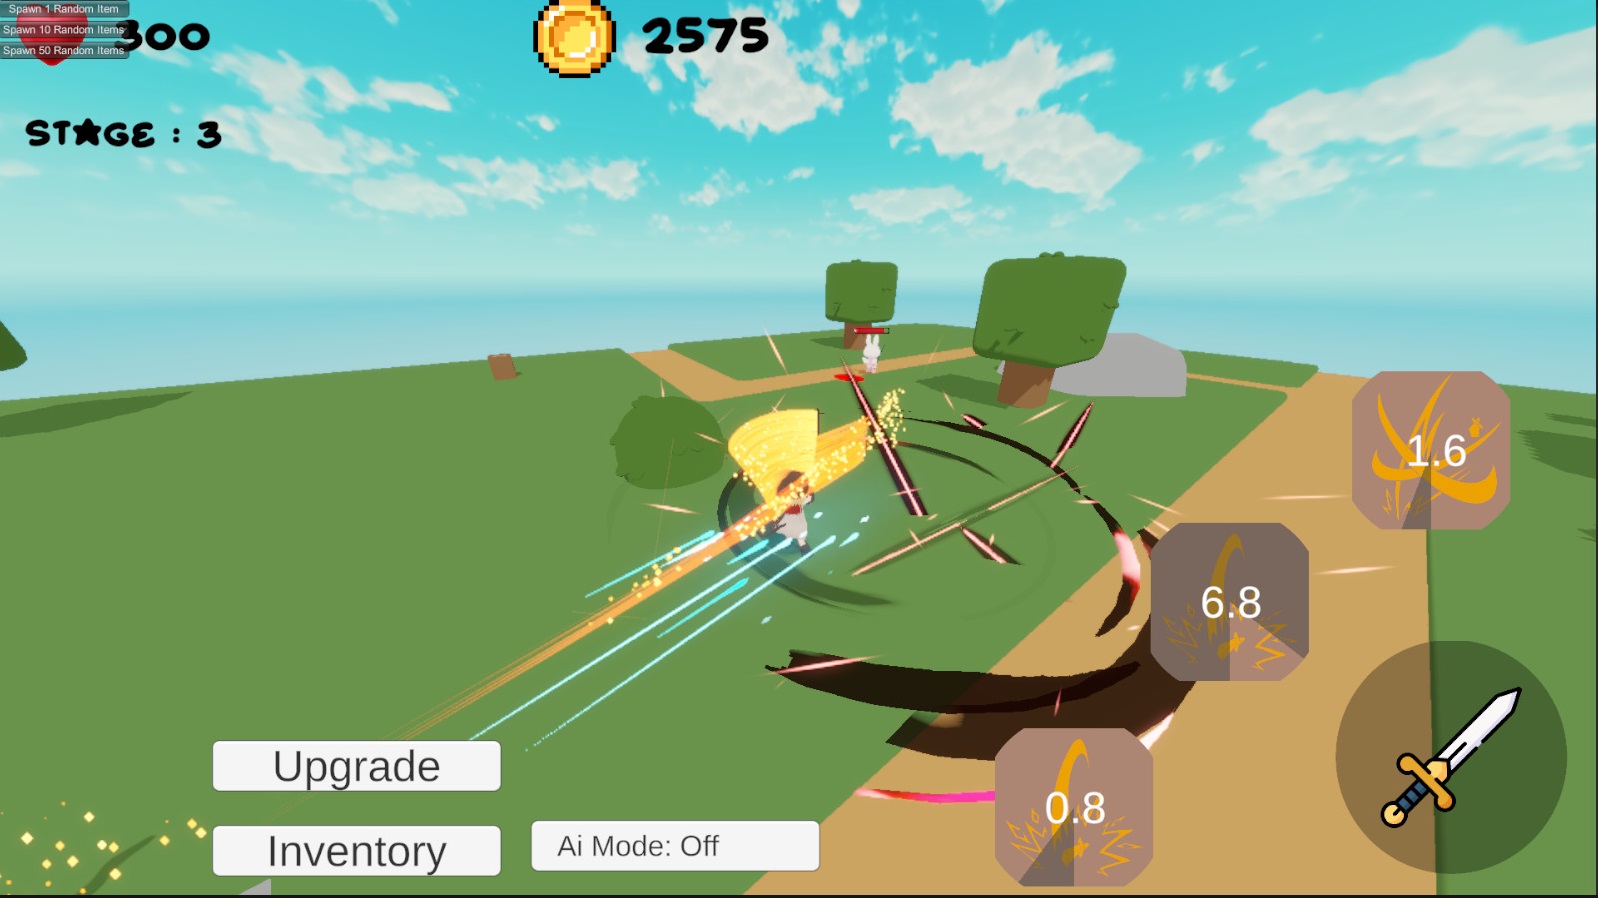 Spawn 1 Random Item
Spawn 10 Random Items
Spawn 50 Random Items
300
2575
STAGE : 3
1.6
6.8
0.8
Upgrade
Inventory
Ai Mode: Off